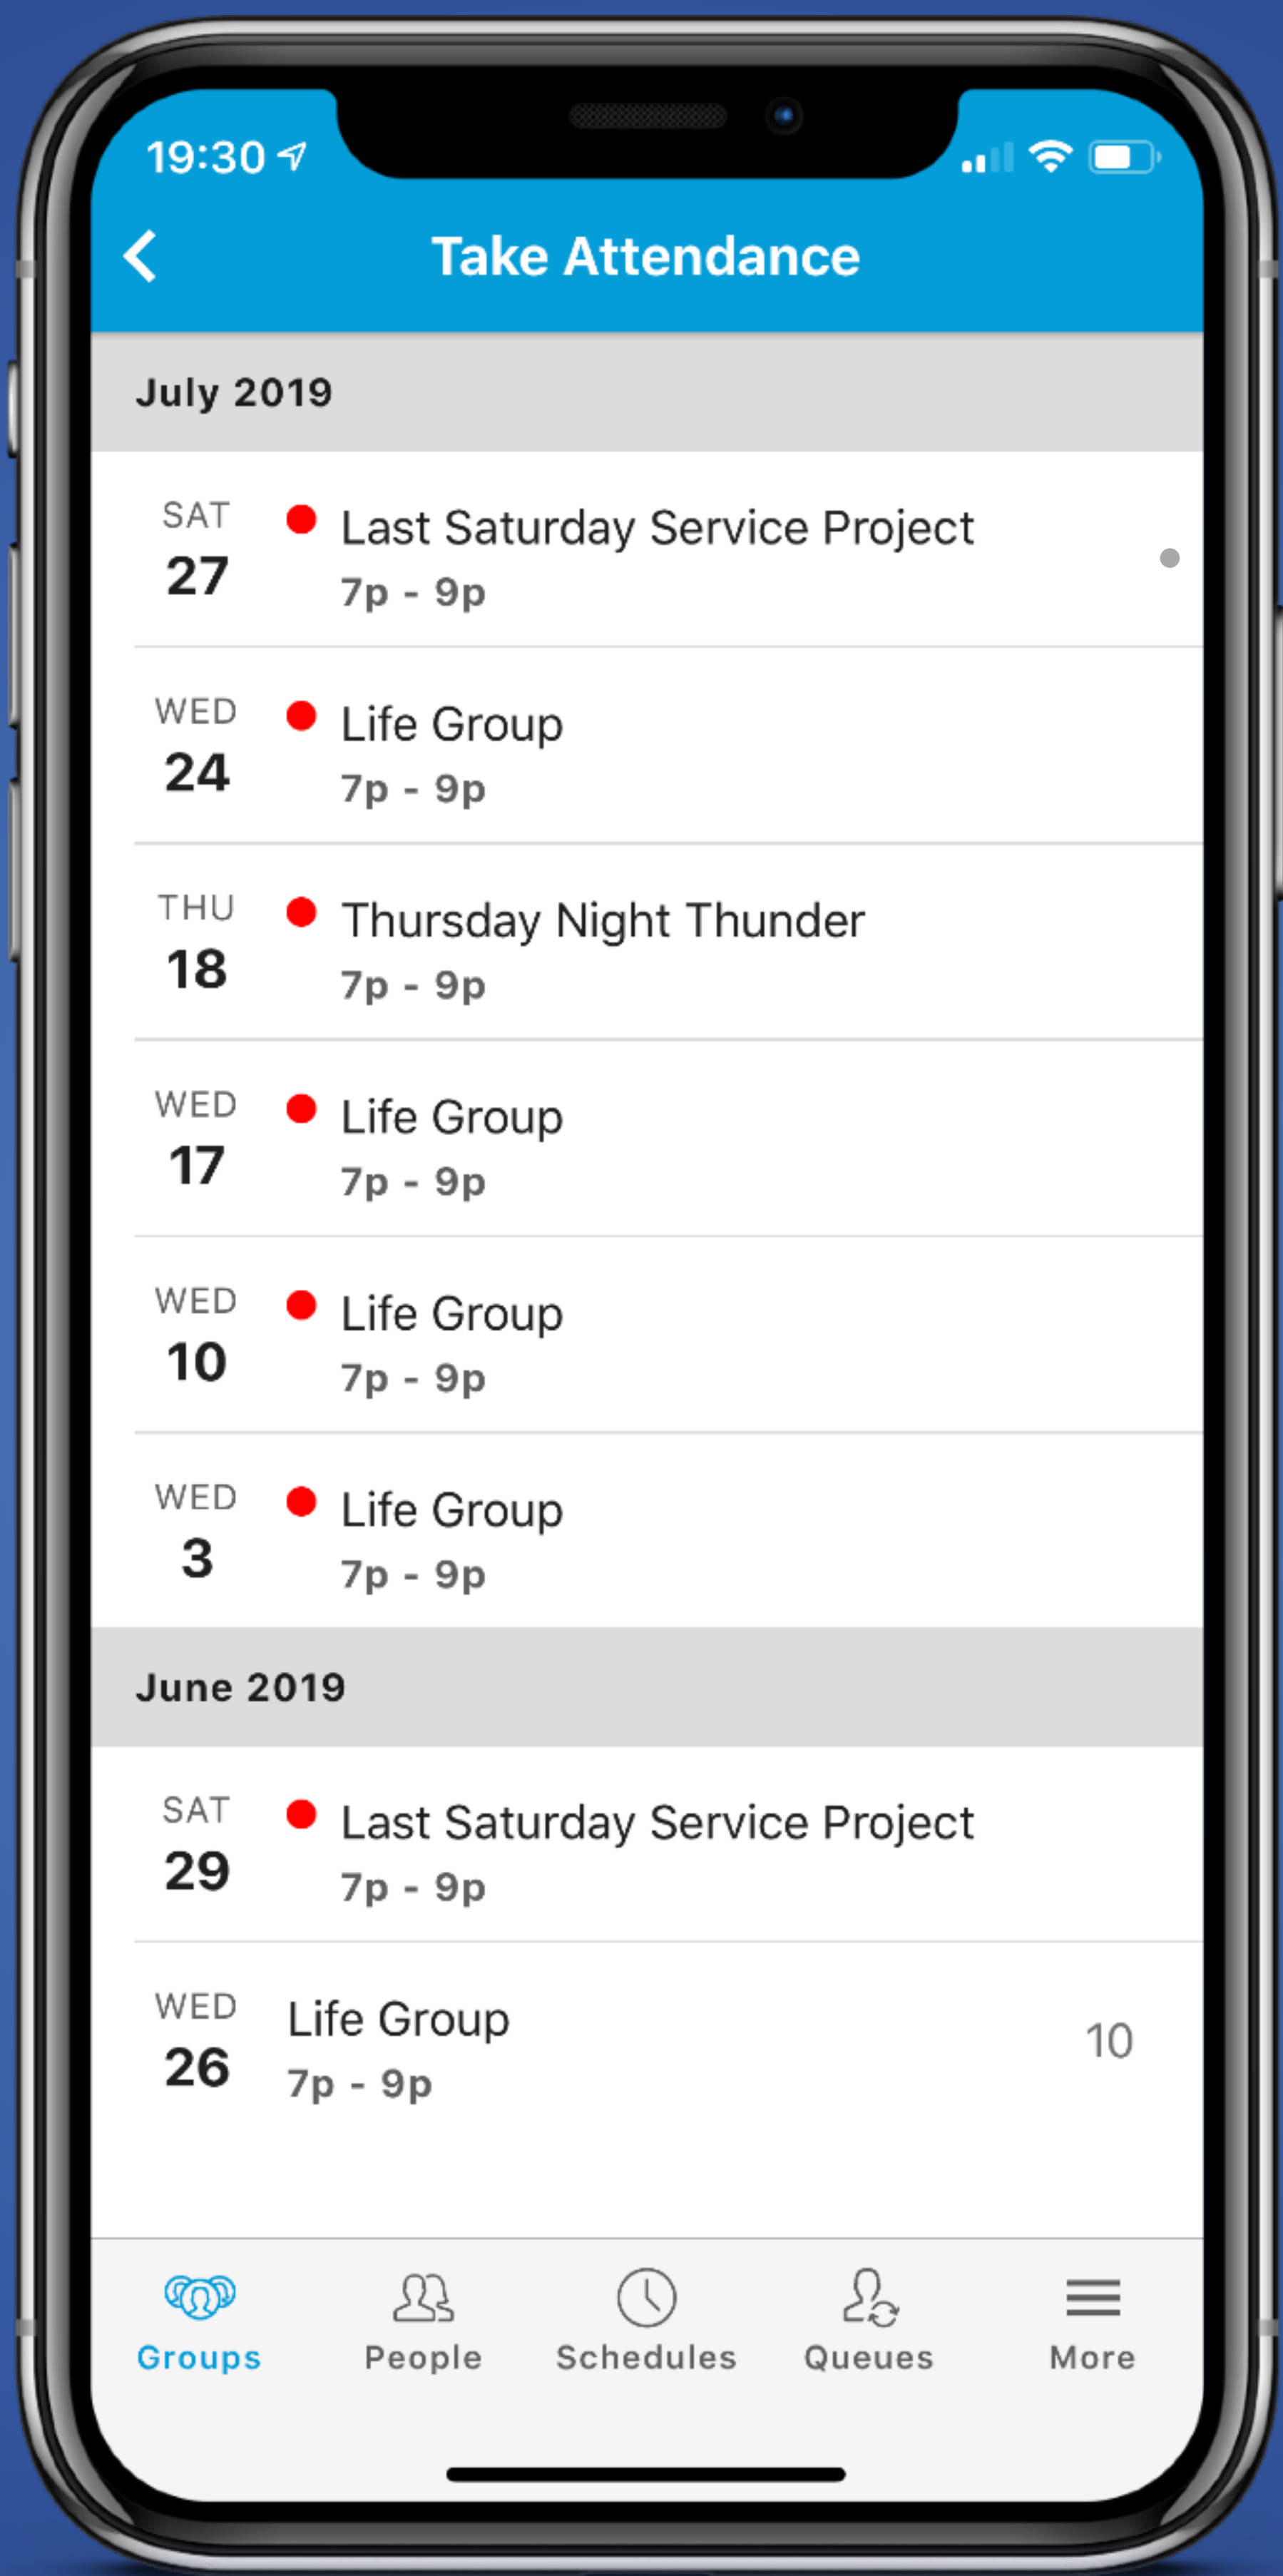 19:30
Take Attendance
July 2019
SAT
27
Last Saturday Service Project
7p - 9p
WED
24
Life Group
7p - 9p
THU
18
Thursday Night Thunder
7p - 9p
WED
17
Life Group
7p - 9p
WED
10
Life Group
7p - 9p
WED
3
Life Group
7p - 9p
June 2019
SAT
29
Last Saturday Service Project
7p - 9p
WED
26
Life Group
7p - 9p
10
Groups
People
Schedules
Queues
More